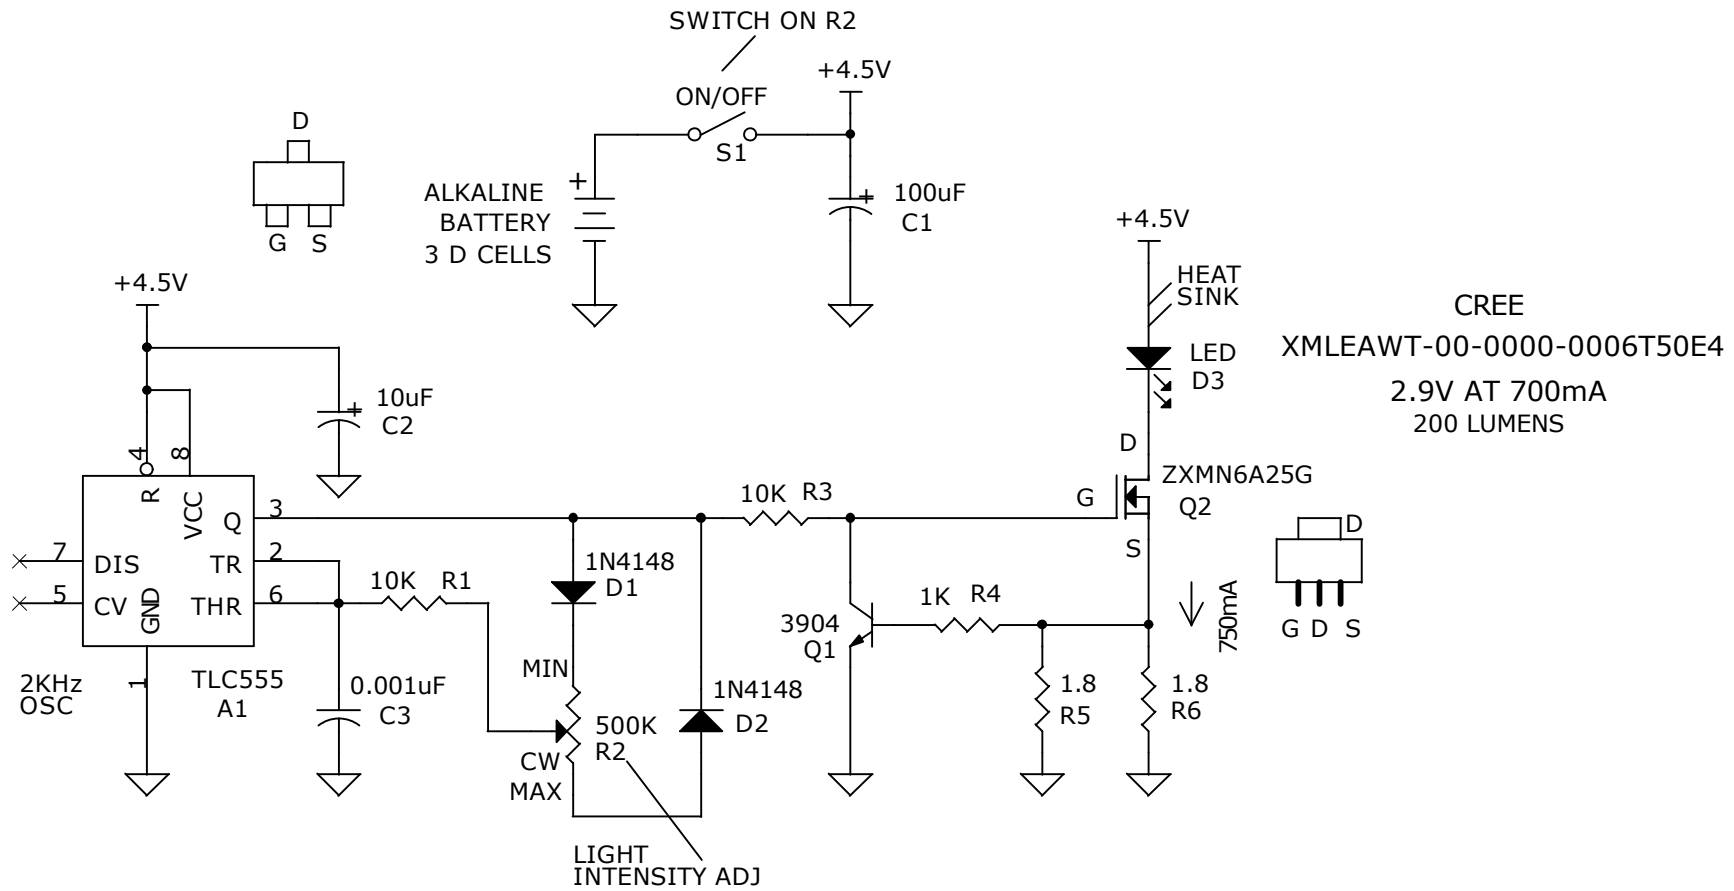 SWITCH ON R2
+4.5V
ON/OFF
S1
D
G S
ALKALINE
BATTERY
3 D CELLS
+
+
100uF
C1
+4.5V
HEAT
SINK
LED
D3
CREE
XMLEAWT-00-0000-0006T50E4
2.9V AT 700mA
200 LUMENS
+4.5V
+
10uF
C2
4
8
R
VCC
Q
3
7
DIS
TR
2
5
CV
THR
6
GND
1
2KHz
OSC
TLC555
A1
10K R1
0.001uF
C3
1N4148
D1
MIN
500K
R2
CW
MAX
1N4148
D2
LIGHT
INTENSITY ADJ
10K R3
3904
Q1
1K R4
D
G
S
ZXMN6A25G
Q2
D
G D S
750mA
1.8
R5
1.8
R6